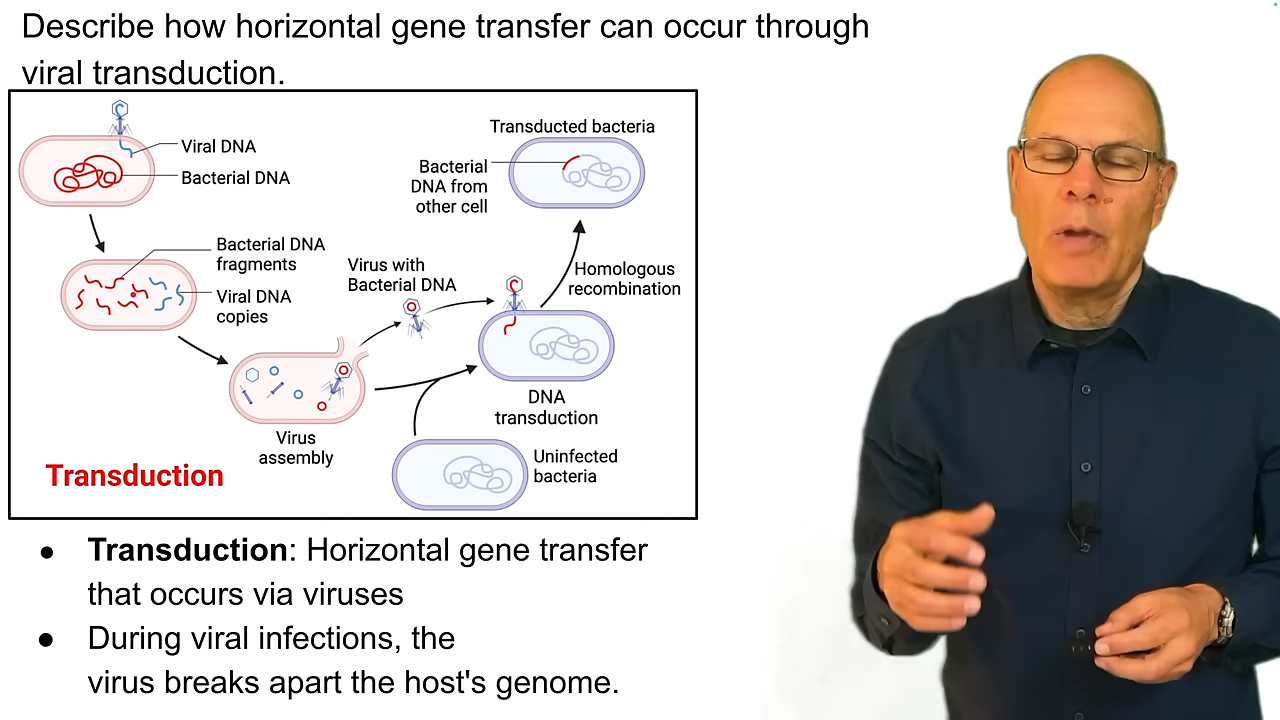 Describe how horizontal gene transfer can occur through
viral transduction.
Viral DNA
Bacterial DNA
Bacterial DNA
fragments
Viral DNA
copies
Virus
assembly
Virus with
Bacterial DNA
Uninfected
bacteria
DNA
transduction
Homologous
recombination
Transducted bacteria
Bacterial
DNA from
other cell
Transduction
● Transduction: Horizontal gene transfer
that occurs via viruses
● During viral infections, the
virus breaks apart the host's genome.